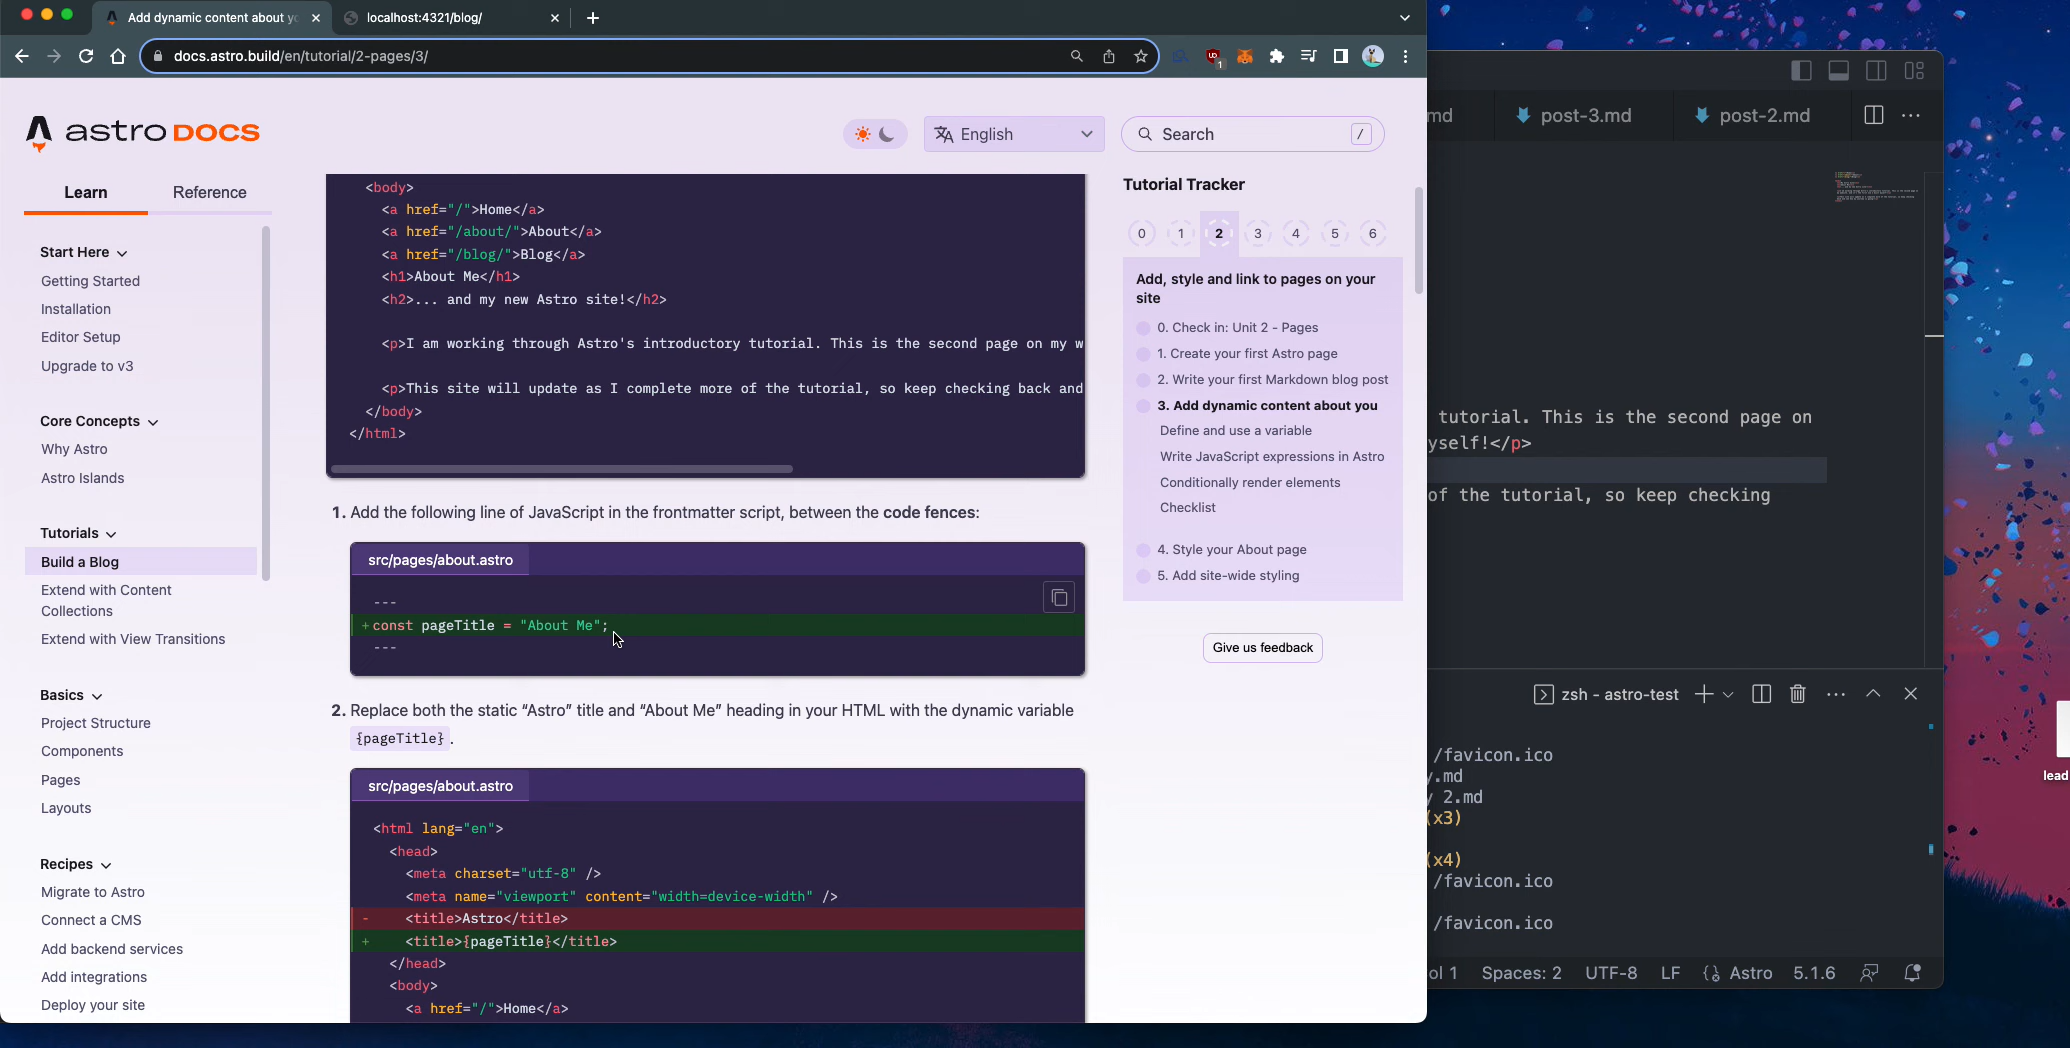 Add dynamic content about yo
localhost:4321/blog/
docs.astro.build/en/tutorial/2-pages/3/
1
astro DOCS
English
Search
/
Learn
Reference
Start Here
Getting Started
Installation
Editor Setup
Upgrade to v3
Core Concepts
Why Astro
Astro Islands
Tutorials
Build a Blog
Extend with Content
Collections
Extend with View Transitions
Basics
Project Structure
Components
Pages
Layouts
Recipes
Migrate to Astro
Connect a CMS
Add backend services
Add integrations
Deploy your site
<body>
<a href="/">Home</a>
<a href="/about/">About</a>
<a href="/blog/">Blog</a>
<h1>About Me</h1>
<h2>... and my new Astro site!</h2>
<p>I am working through Astro's introductory tutorial. This is the second page on my w
<p>This site will update as I complete more of the tutorial, so keep checking back and
</body>
</html>
1. Add the following line of JavaScript in the frontmatter script, between the code fences:
src/pages/about.astro
---
+const pageTitle = "About Me";
---
2. Replace both the static “Astro” title and “About Me” heading in your HTML with the dynamic variable
{pageTitle} .
src/pages/about.astro
<html lang="en">
<head>
<meta charset="utf-8" />
<meta name="viewport" content="width=device-width" />
- <title>Astro</title>
+ <title>{pageTitle}</title>
</head>
<body>
<a href="/">Home</a>
Tutorial Tracker
0 1 2 3 4 5 6
Add, style and link to pages on your
site
0. Check in: Unit 2 - Pages
1. Create your first Astro page
2. Write your first Markdown blog post
3. Add dynamic content about you
Define and use a variable
Write JavaScript expressions in Astro
Conditionally render elements
Checklist
4. Style your About page
5. Add site-wide styling
Give us feedback
md
post-3.md
post-2.md
tutorial. This is the second page on
yself!</p>
of the tutorial, so keep checking
zsh - astro-test
/favicon.ico
y.md
y 2.md
(x3)
(x4)
/favicon.ico
/favicon.ico
ol 1 Spaces: 2 UTF-8 LF Astro 5.1.6
lead